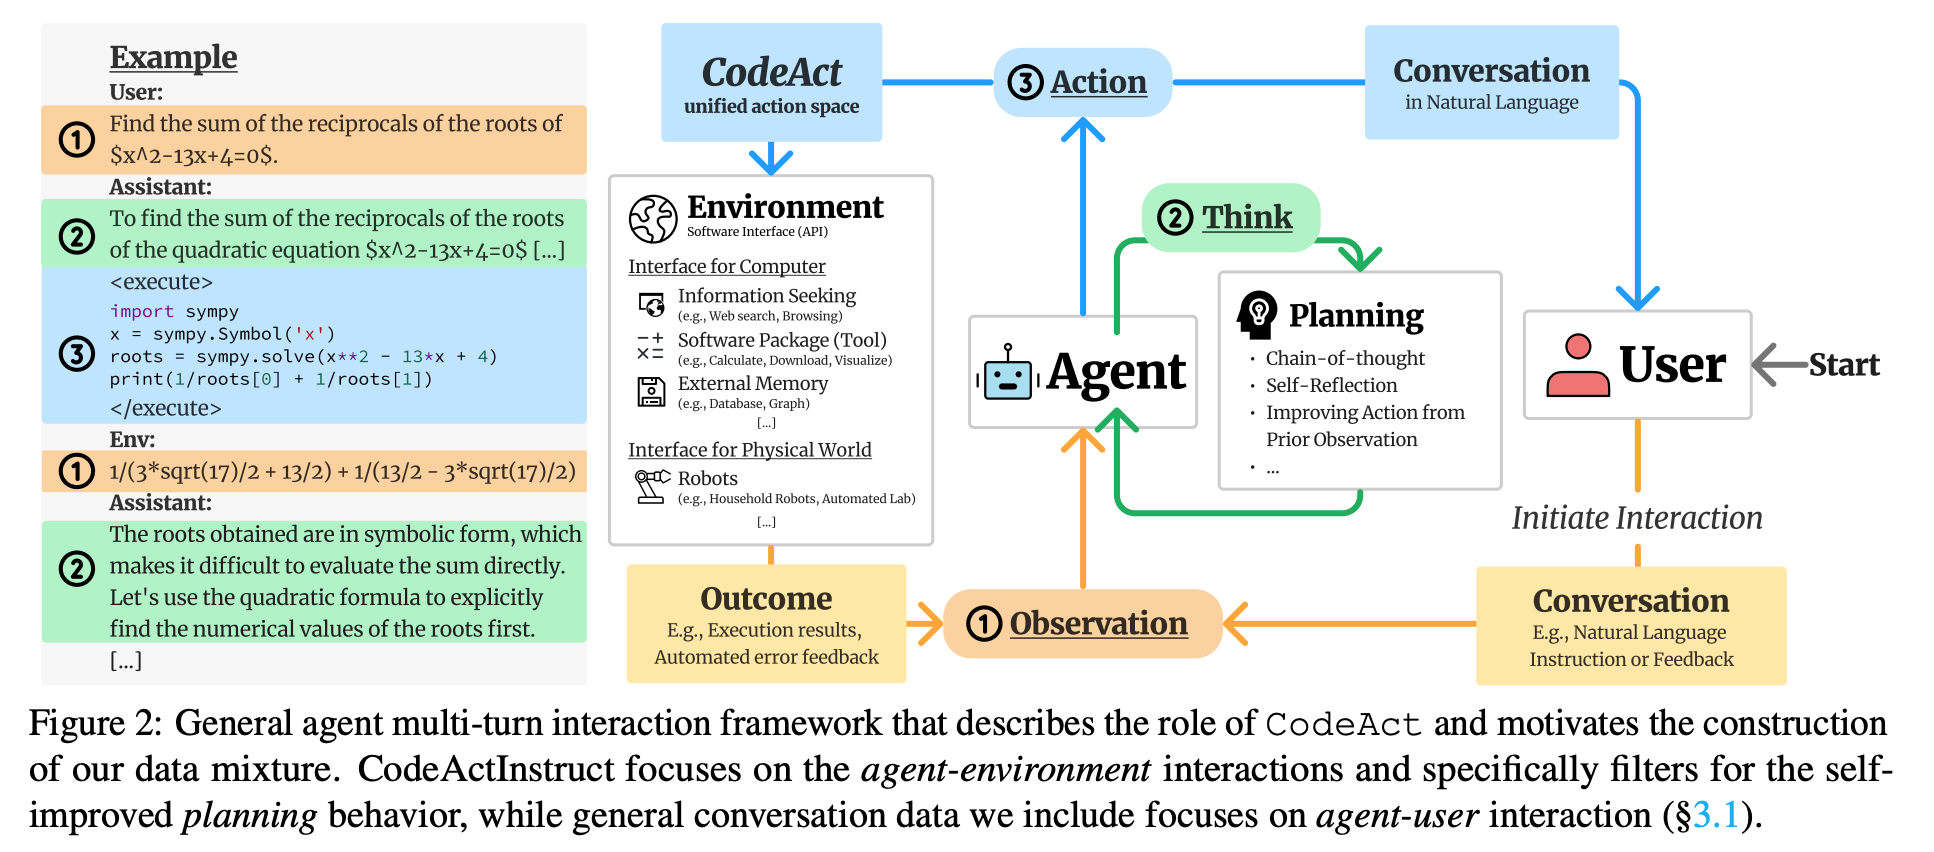 Example
User:
① Find the sum of the reciprocals of the roots of
$x^2-13x+4=0$.
Assistant:
② To find the sum of the reciprocals of the roots
of the quadratic equation $x^2-13x+4=0$ [...]
<execute>
③ import sympy
x = sympy.Symbol('x')
roots = sympy.solve(x**2 - 13*x + 4)
print(1/roots[0] + 1/roots[1])
</execute>
Env:
① 1/(3*sqrt(17)/2 + 13/2) + 1/(13/2 - 3*sqrt(17)/2)
Assistant:
② The roots obtained are in symbolic form, which
makes it difficult to evaluate the sum directly.
Let's use the quadratic formula to explicitly
find the numerical values of the roots first.
[...]
CodeAct
unified action space
③ Action
Conversation
in Natural Language
Environment
Software Interface (API)
Interface for Computer
Information Seeking
(e.g., Web search, Browsing)
Software Package (Tool)
(e.g., Calculate, Download, Visualize)
External Memory
(e.g., Database, Graph)
[...]
Interface for Physical World
Robots
(e.g., Household Robots, Automated Lab)
[...]
② Think
Agent
Planning
· Chain-of-thought
· Self-Reflection
· Improving Action from
Prior Observation
· ...
User
Start
Initiate Interaction
Outcome
E.g., Execution results,
Automated error feedback
① Observation
Conversation
E.g., Natural Language
Instruction or Feedback
Figure 2: General agent multi-turn interaction framework that describes the role of CodeAct and motivates the construction
of our data mixture. CodeActInstruct focuses on the agent-environment interactions and specifically filters for the self-
improved planning behavior, while general conversation data we include focuses on agent-user interaction (§3.1).